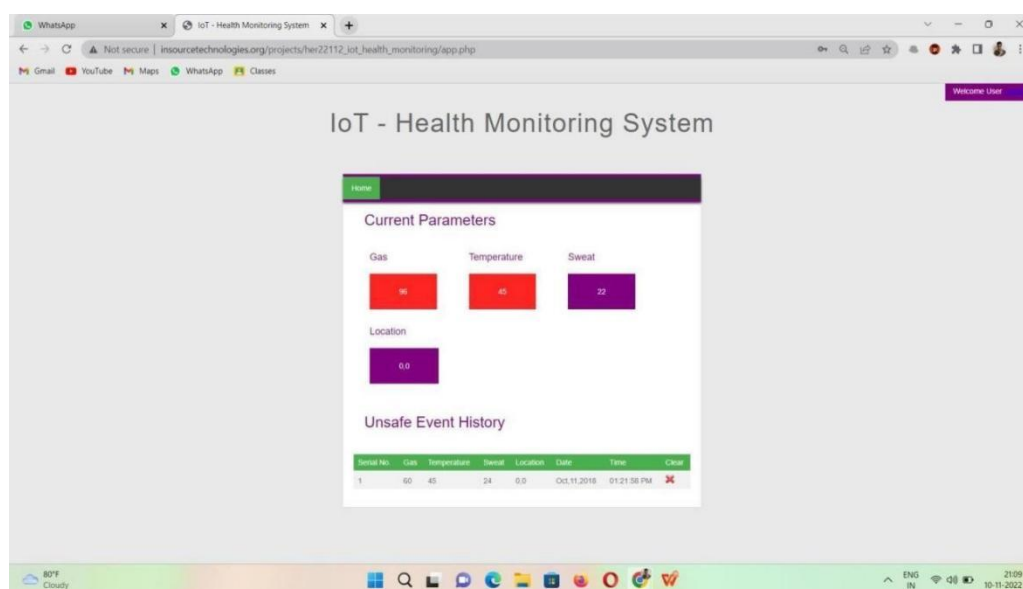 WhatsApp
IoT - Health Monitoring System
Not secure
insourcetechnologies.org/projects/her22112_iot_health_monitoring/app.php
Gmail YouTube Maps WhatsApp Classes
Welcome User
IoT - Health Monitoring System
Home
Current Parameters
Gas Temperature Sweat
96 45 22
Location
0,0
Unsafe Event History
Serial No. Gas Temperature Sweat Location Date Time Clear
1 60 45 24 0,0 Oct,11,2018 01:21:58 PM
80°F
Cloudy
ENG
IN
21:09
10-11-2022